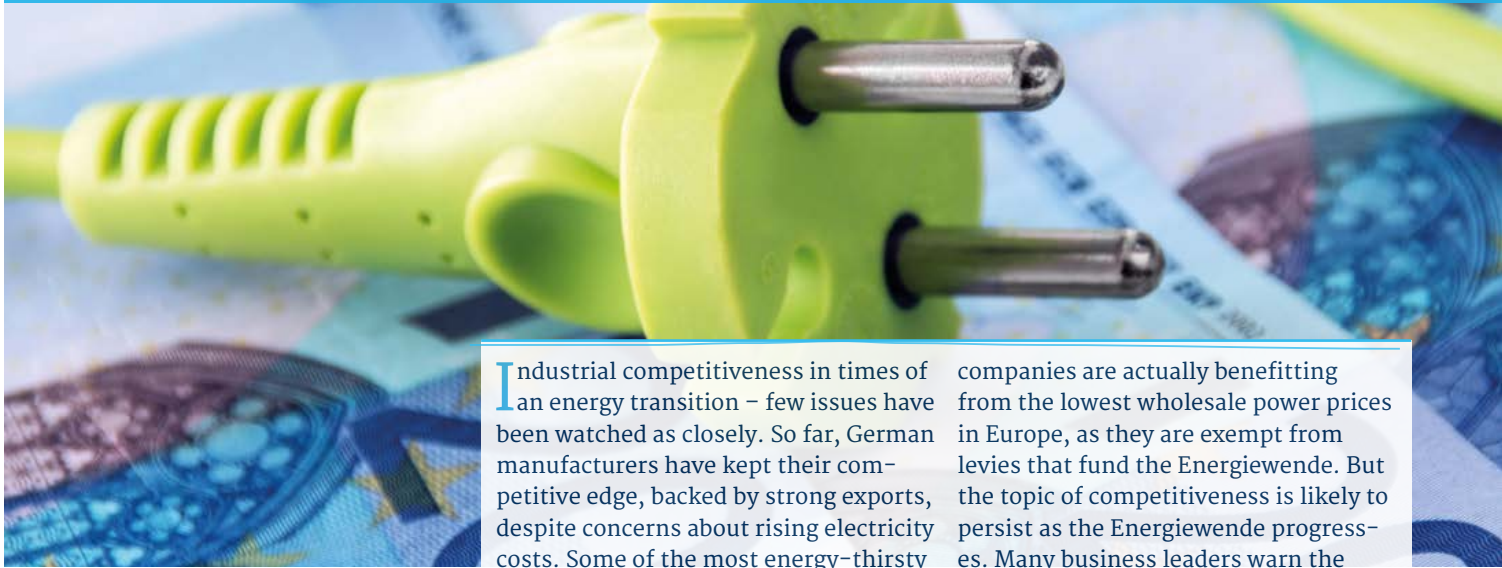 Industrial competitiveness in times of
an energy transition – few issues have
been watched as closely. So far, German
manufacturers have kept their com-
petitive edge, backed by strong exports,
despite concerns about rising electricity
costs. Some of the most energy-thirsty
companies are actually benefitting
from the lowest wholesale power prices
in Europe, as they are exempt from
levies that fund the Energiewende. But
the topic of competitiveness is likely to
persist as the Energiewende progress-
es. Many business leaders warn the
EKP 2002